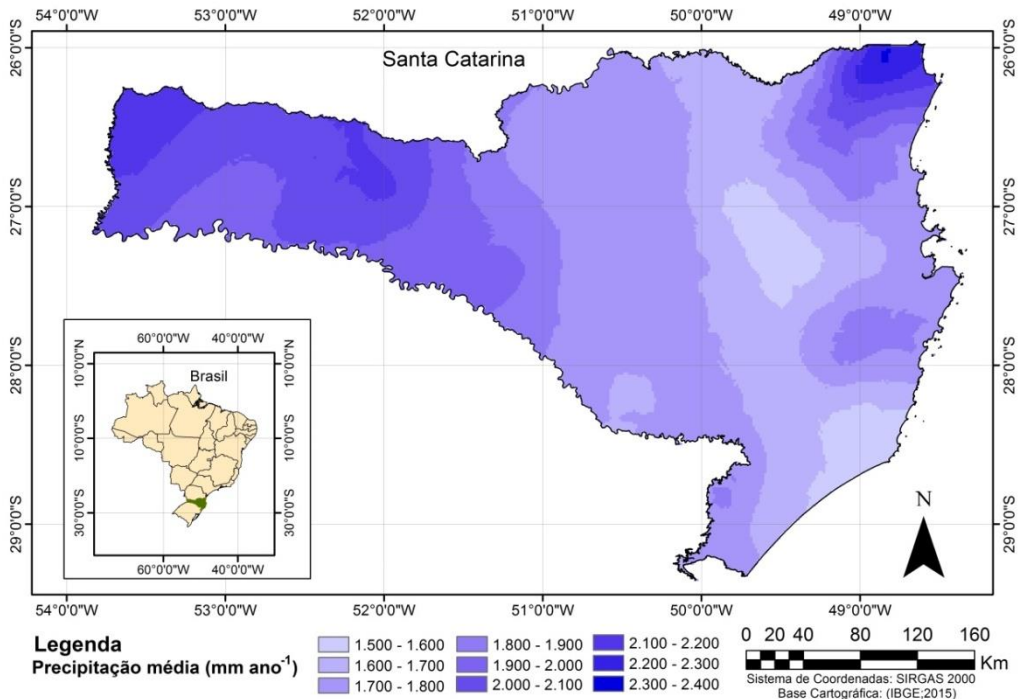 54°0'0"W 53°0'0"W 52°0'0"W 51°0'0"W 50°0'0"W 49°0'0"W
Santa Catarina
26°0'0"S 26°0'0"S
27°0'0"S 27°0'0"S
28°0'0"S 28°0'0"S
29°0'0"S 29°0'0"S
60°0'0"W 40°0'0"W
Brasil
10°0'0"N 10°0'0"N
10°0'0"S 10°0'0"S
30°0'0"S 30°0'0"S
60°0'0"W 40°0'0"W
N
54°0'0"W 53°0'0"W 52°0'0"W 51°0'0"W 50°0'0"W 49°0'0"W
Legenda
Precipitação média (mm ano⁻¹)
1.500 - 1.600 1.800 - 1.900 2.100 - 2.200
1.600 - 1.700 1.900 - 2.000 2.200 - 2.300
1.700 - 1.800 2.000 - 2.100 2.300 - 2.400
0 20 40 80 120 160
Km
Sistema de Coordenadas: SIRGAS 2000
Base Cartográfica: (IBGE;2015)